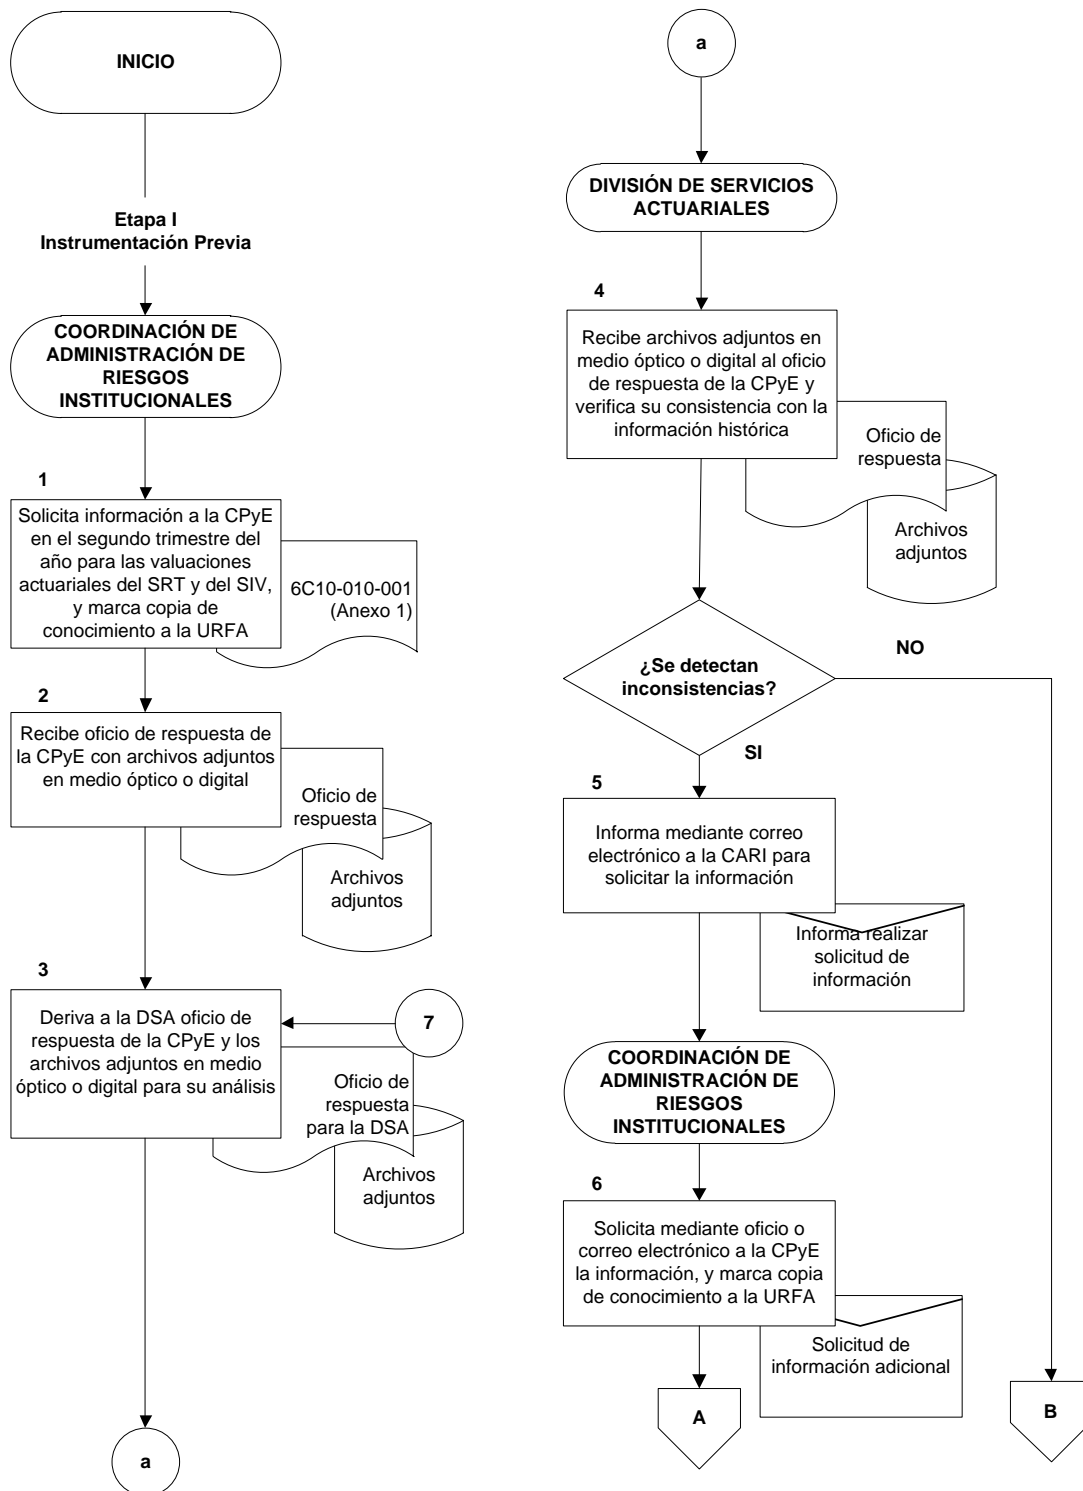 INICIO
Etapa I
Instrumentación Previa
COORDINACIÓN DE
ADMINISTRACIÓN DE
RIESGOS
INSTITUCIONALES
1
Solicita información a la CPyE
en el segundo trimestre del
año para las valuaciones
actuariales del SRT y del SIV,
y marca copia de
conocimiento a la URFA
6C10-010-001
(Anexo 1)
2
Recibe oficio de respuesta de
la CPyE con archivos adjuntos
en medio óptico o digital
Oficio de
respuesta
Archivos
adjuntos
3
Deriva a la DSA oficio de
respuesta de la CPyE y los
archivos adjuntos en medio
óptico o digital para su análisis
7
Oficio de
respuesta
para la DSA
Archivos
adjuntos
a
a
DIVISIÓN DE SERVICIOS
ACTUARIALES
4
Recibe archivos adjuntos en
medio óptico o digital al oficio
de respuesta de la CPyE y
verifica su consistencia con la
información histórica
Oficio de
respuesta
Archivos
adjuntos
¿Se detectan
inconsistencias?
NO
SI
5
Informa mediante correo
electrónico a la CARI para
solicitar la información
Informa realizar
solicitud de
información
COORDINACIÓN DE
ADMINISTRACIÓN DE
RIESGOS
INSTITUCIONALES
6
Solicita mediante oficio o
correo electrónico a la CPyE
la información, y marca copia
de conocimiento a la URFA
Solicitud de
información adicional
A
B